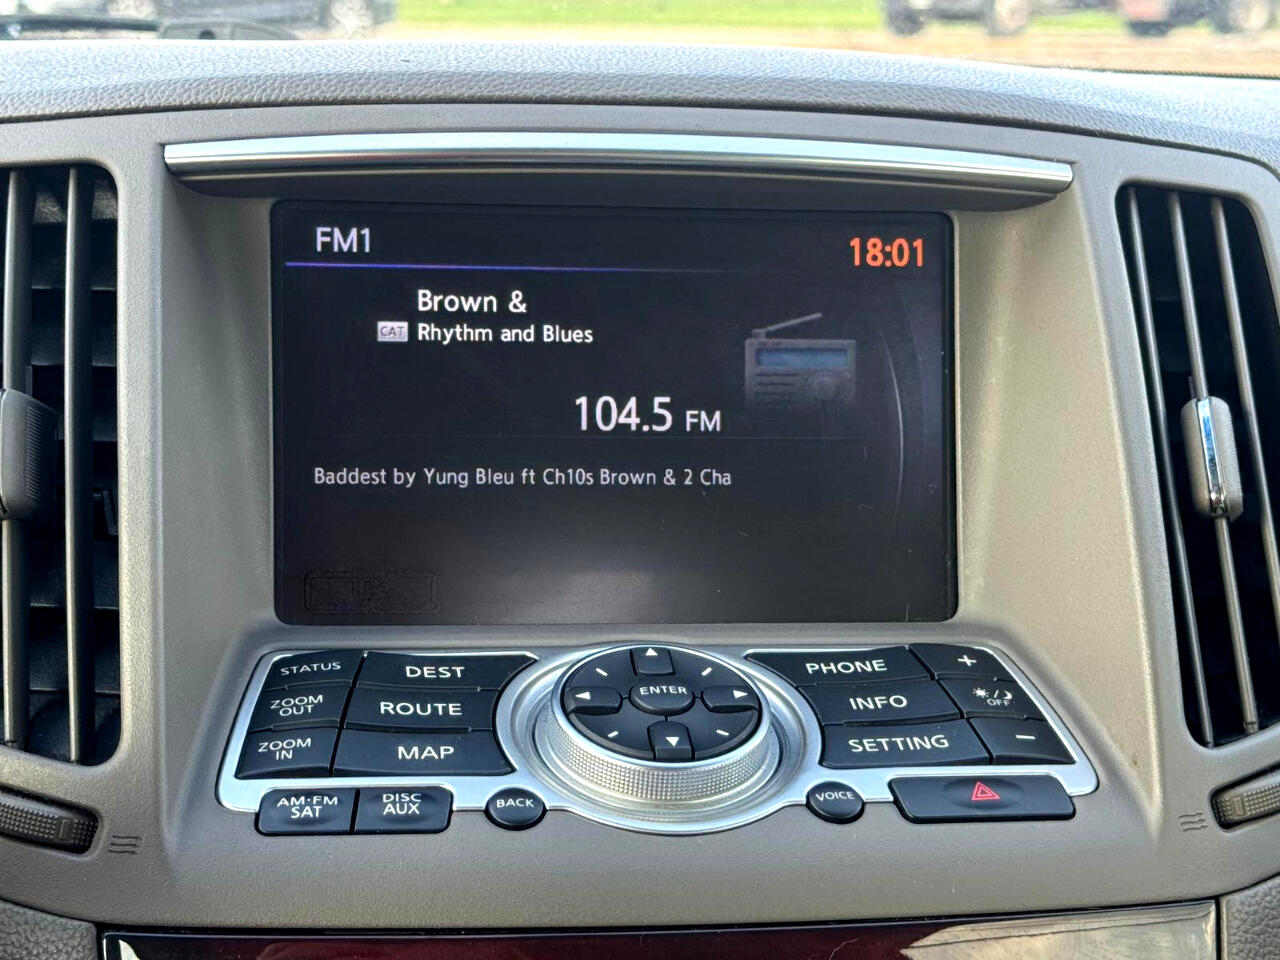 FM1
18:01
Brown &
CAT Rhythm and Blues
104.5 FM
Baddest by Yung Bleu ft Ch10s Brown & 2 Cha
STATUS
DEST
ZOOM
OUT
ROUTE
ZOOM
IN
MAP
ENTER
PHONE
+
INFO
OFF
SETTING
−
AM·FM
SAT
DISC
AUX
BACK
VOICE